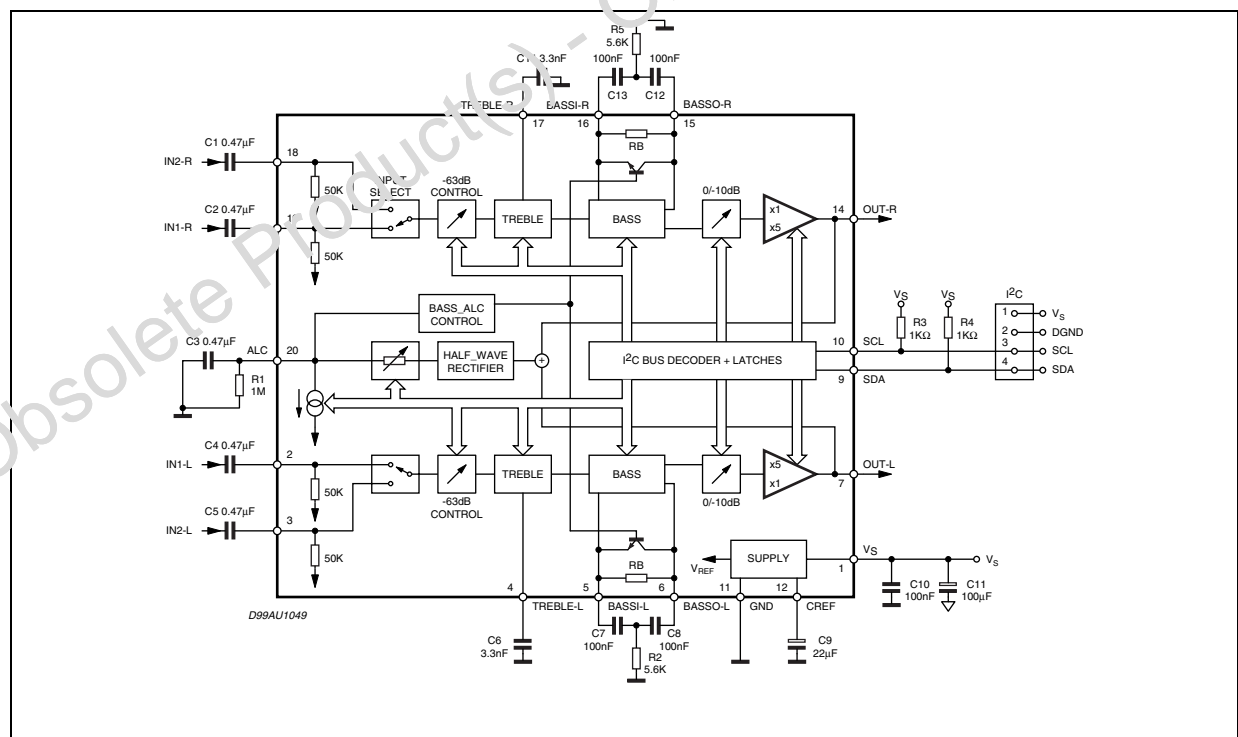 Obsolete Product(s) - O
R5
5.6K
3.3nF
100nF
100nF
C13
C12
TREBLE-R
BASSI-R
BASSO-R
17
16
15
RB
C1 0.47µF
IN2-R
18
50K
INPUT
SELECT
-63dB
CONTROL
0/-10dB
C2 0.47µF
IN1-R
50K
TREBLE
BASS
x1
x5
14
OUT-R
BASS_ALC
CONTROL
VS
VS
I2C
R3
1KΩ
R4
1KΩ
1
VS
2
DGND
3
SCL
4
SDA
C3 0.47µF
ALC
20
R1
1M
HALF_WAVE
RECTIFIER
+
I2C BUS DECODER + LATCHES
10
SCL
9
SDA
C4 0.47µF
IN1-L
2
50K
-63dB
CONTROL
TREBLE
BASS
0/-10dB
x5
x1
OUT-L
7
C5 0.47µF
IN2-L
3
50K
RB
VREF
SUPPLY
VS
1
VS
C10
100nF
C11
100µF
4
5
6
11
12
TREBLE-L
BASSI-L
BASSO-L
GND
CREF
D99AU1049
C6
3.3nF
C7
100nF
C8
100nF
R2
5.6K
C9
22µF